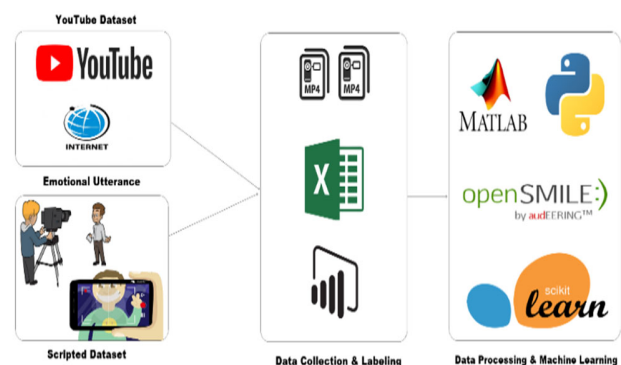 YouTube Dataset
YouTube
INTERNET
Emotional Utterance
Scripted Dataset
MP4 MP4
X
Data Collection & Labeling
MATLAB
openSMILE:)
by audEERING™
scikit
learn
Data Processing & Machine Learning